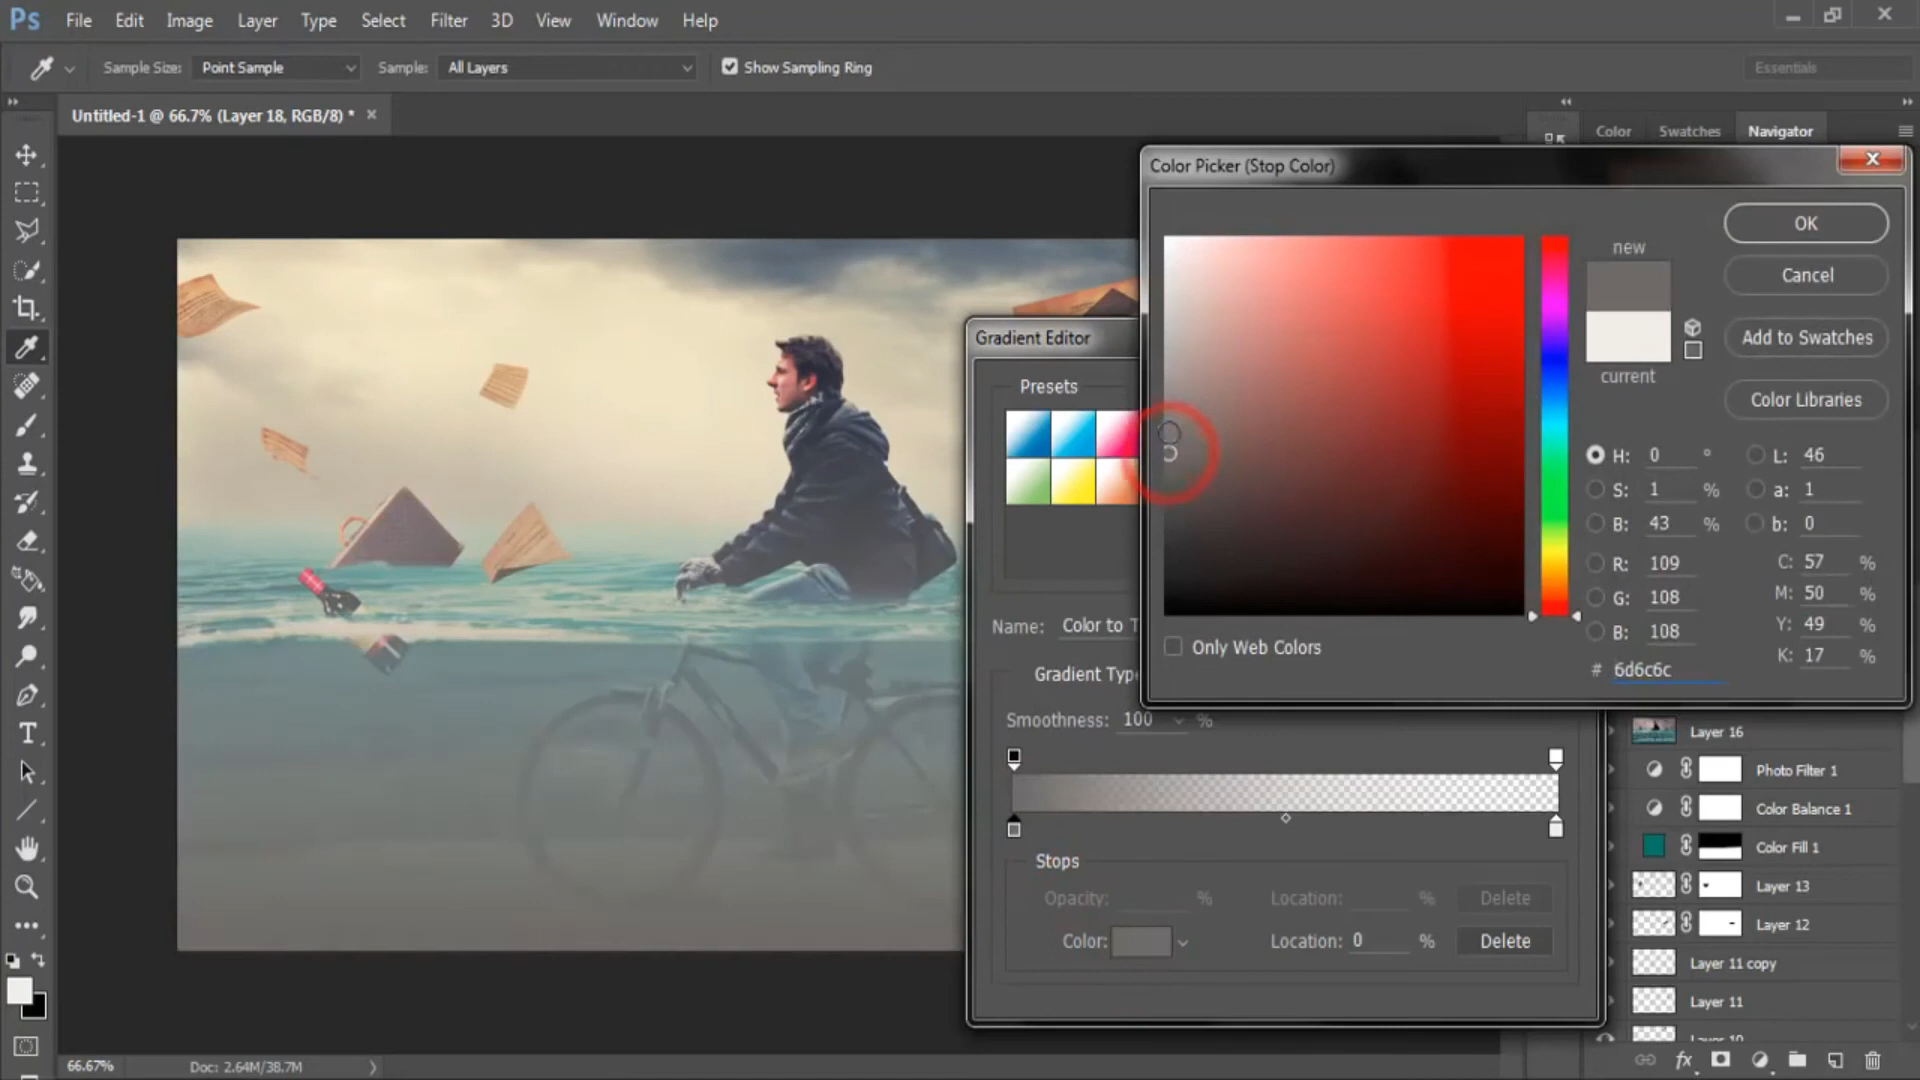 Ps File Edit Image Layer Type Select Filter 3D View Window Help
Sample Size: Point Sample Sample: All Layers Show Sampling Ring Essentials
Untitled-1 @ 66.7% (Layer 18, RGB/8) * ×
Color Swatches Navigator
Color Picker (Stop Color)
new
OK
Cancel
Add to Swatches
current
Color Libraries
H: 0 °
S: 1 %
B: 43 %
R: 109
G: 108
B: 108
# 6d6c6c
L: 46
a: 1
b: 0
C: 57 %
M: 50 %
Y: 49 %
K: 17 %
Only Web Colors
Gradient Editor
Presets
Name: Color to T
Gradient Typ
Smoothness: 100 %
Stops
Opacity: % Location: % Delete
Color: Location: 0 % Delete
Layer 16
Photo Filter 1
Color Balance 1
Color Fill 1
Layer 13
Layer 12
Layer 11 copy
Layer 11
Layer 10
fx
T
66.67% Doc: 2.64M/38.7M